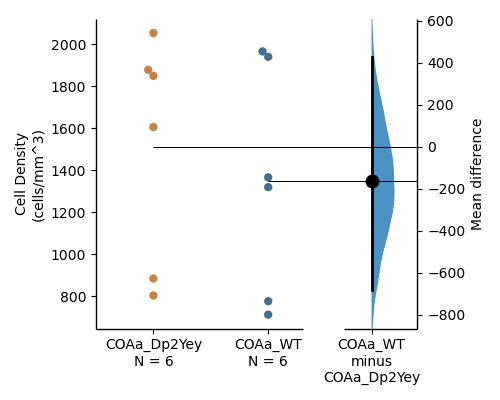 Cell Density
(cells/mm^3)
2000
1800
1600
1400
1200
1000
800
600
400
200
0
−200
−400
−600
−800
Mean difference
COAa_Dp2Yey
N = 6
COAa_WT
N = 6
COAa_WT
minus
COAa_Dp2Yey